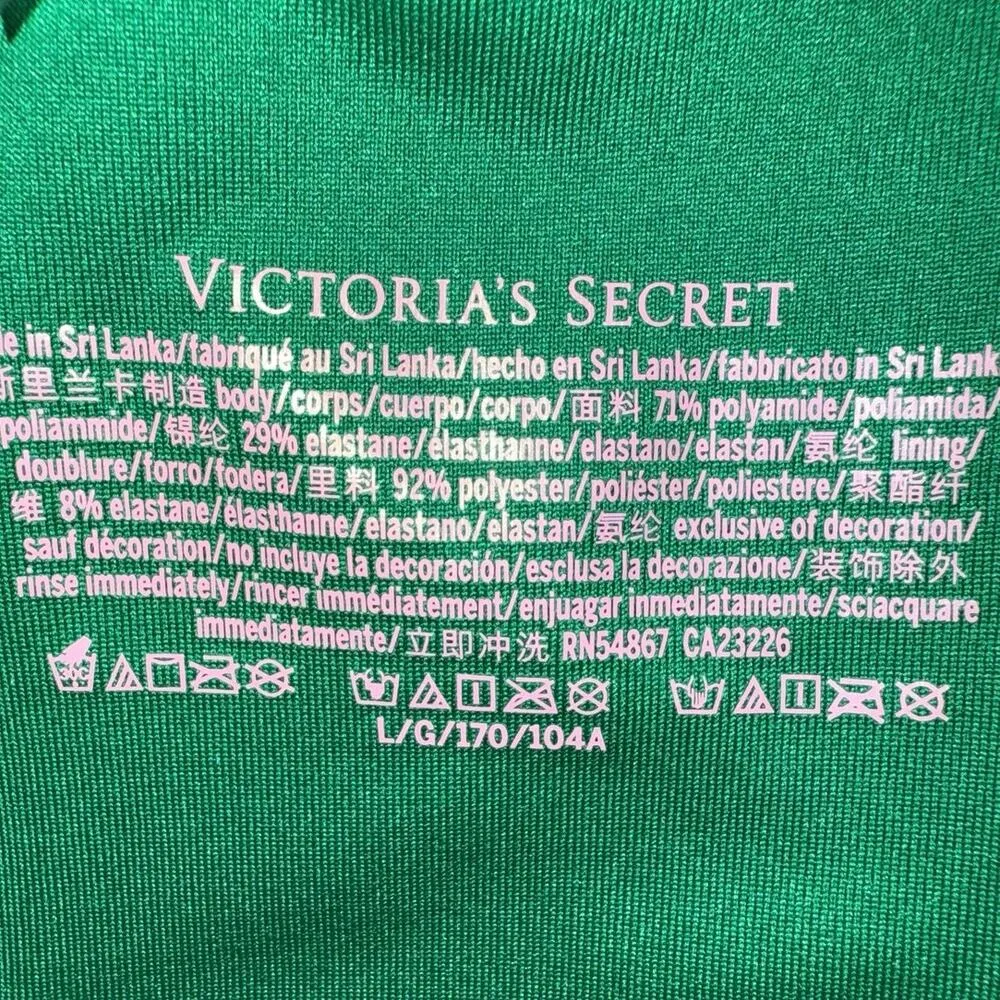 VICTORIA'S SECRET
in Sri Lanka/fabriqué au Sri Lanka/hecho en Sri Lanka/fabbricato in Sri Lank
里兰卡制造 body/corps/cuerpo/corpo/面料 71% polyamide/poliamida/
poliammide/锦纶 29% elastane/élasthanne/elastano/elastan/氨纶 lining/
doublure/forro/fodera/里料 92% polyester/poliéster/poliestere/聚酯纤
维 8% elastane/élasthanne/elastano/elastan/氨纶 exclusive of decoration/
sauf décoration/no incluye la decoración/esclusa la decorazione/装饰除外
rinse immediately/rincer immédiatement/enjuagar inmediatamente/sciacquare
immediatamente/立即冲洗 RN54867 CA23226
30C
L/G/170/104A